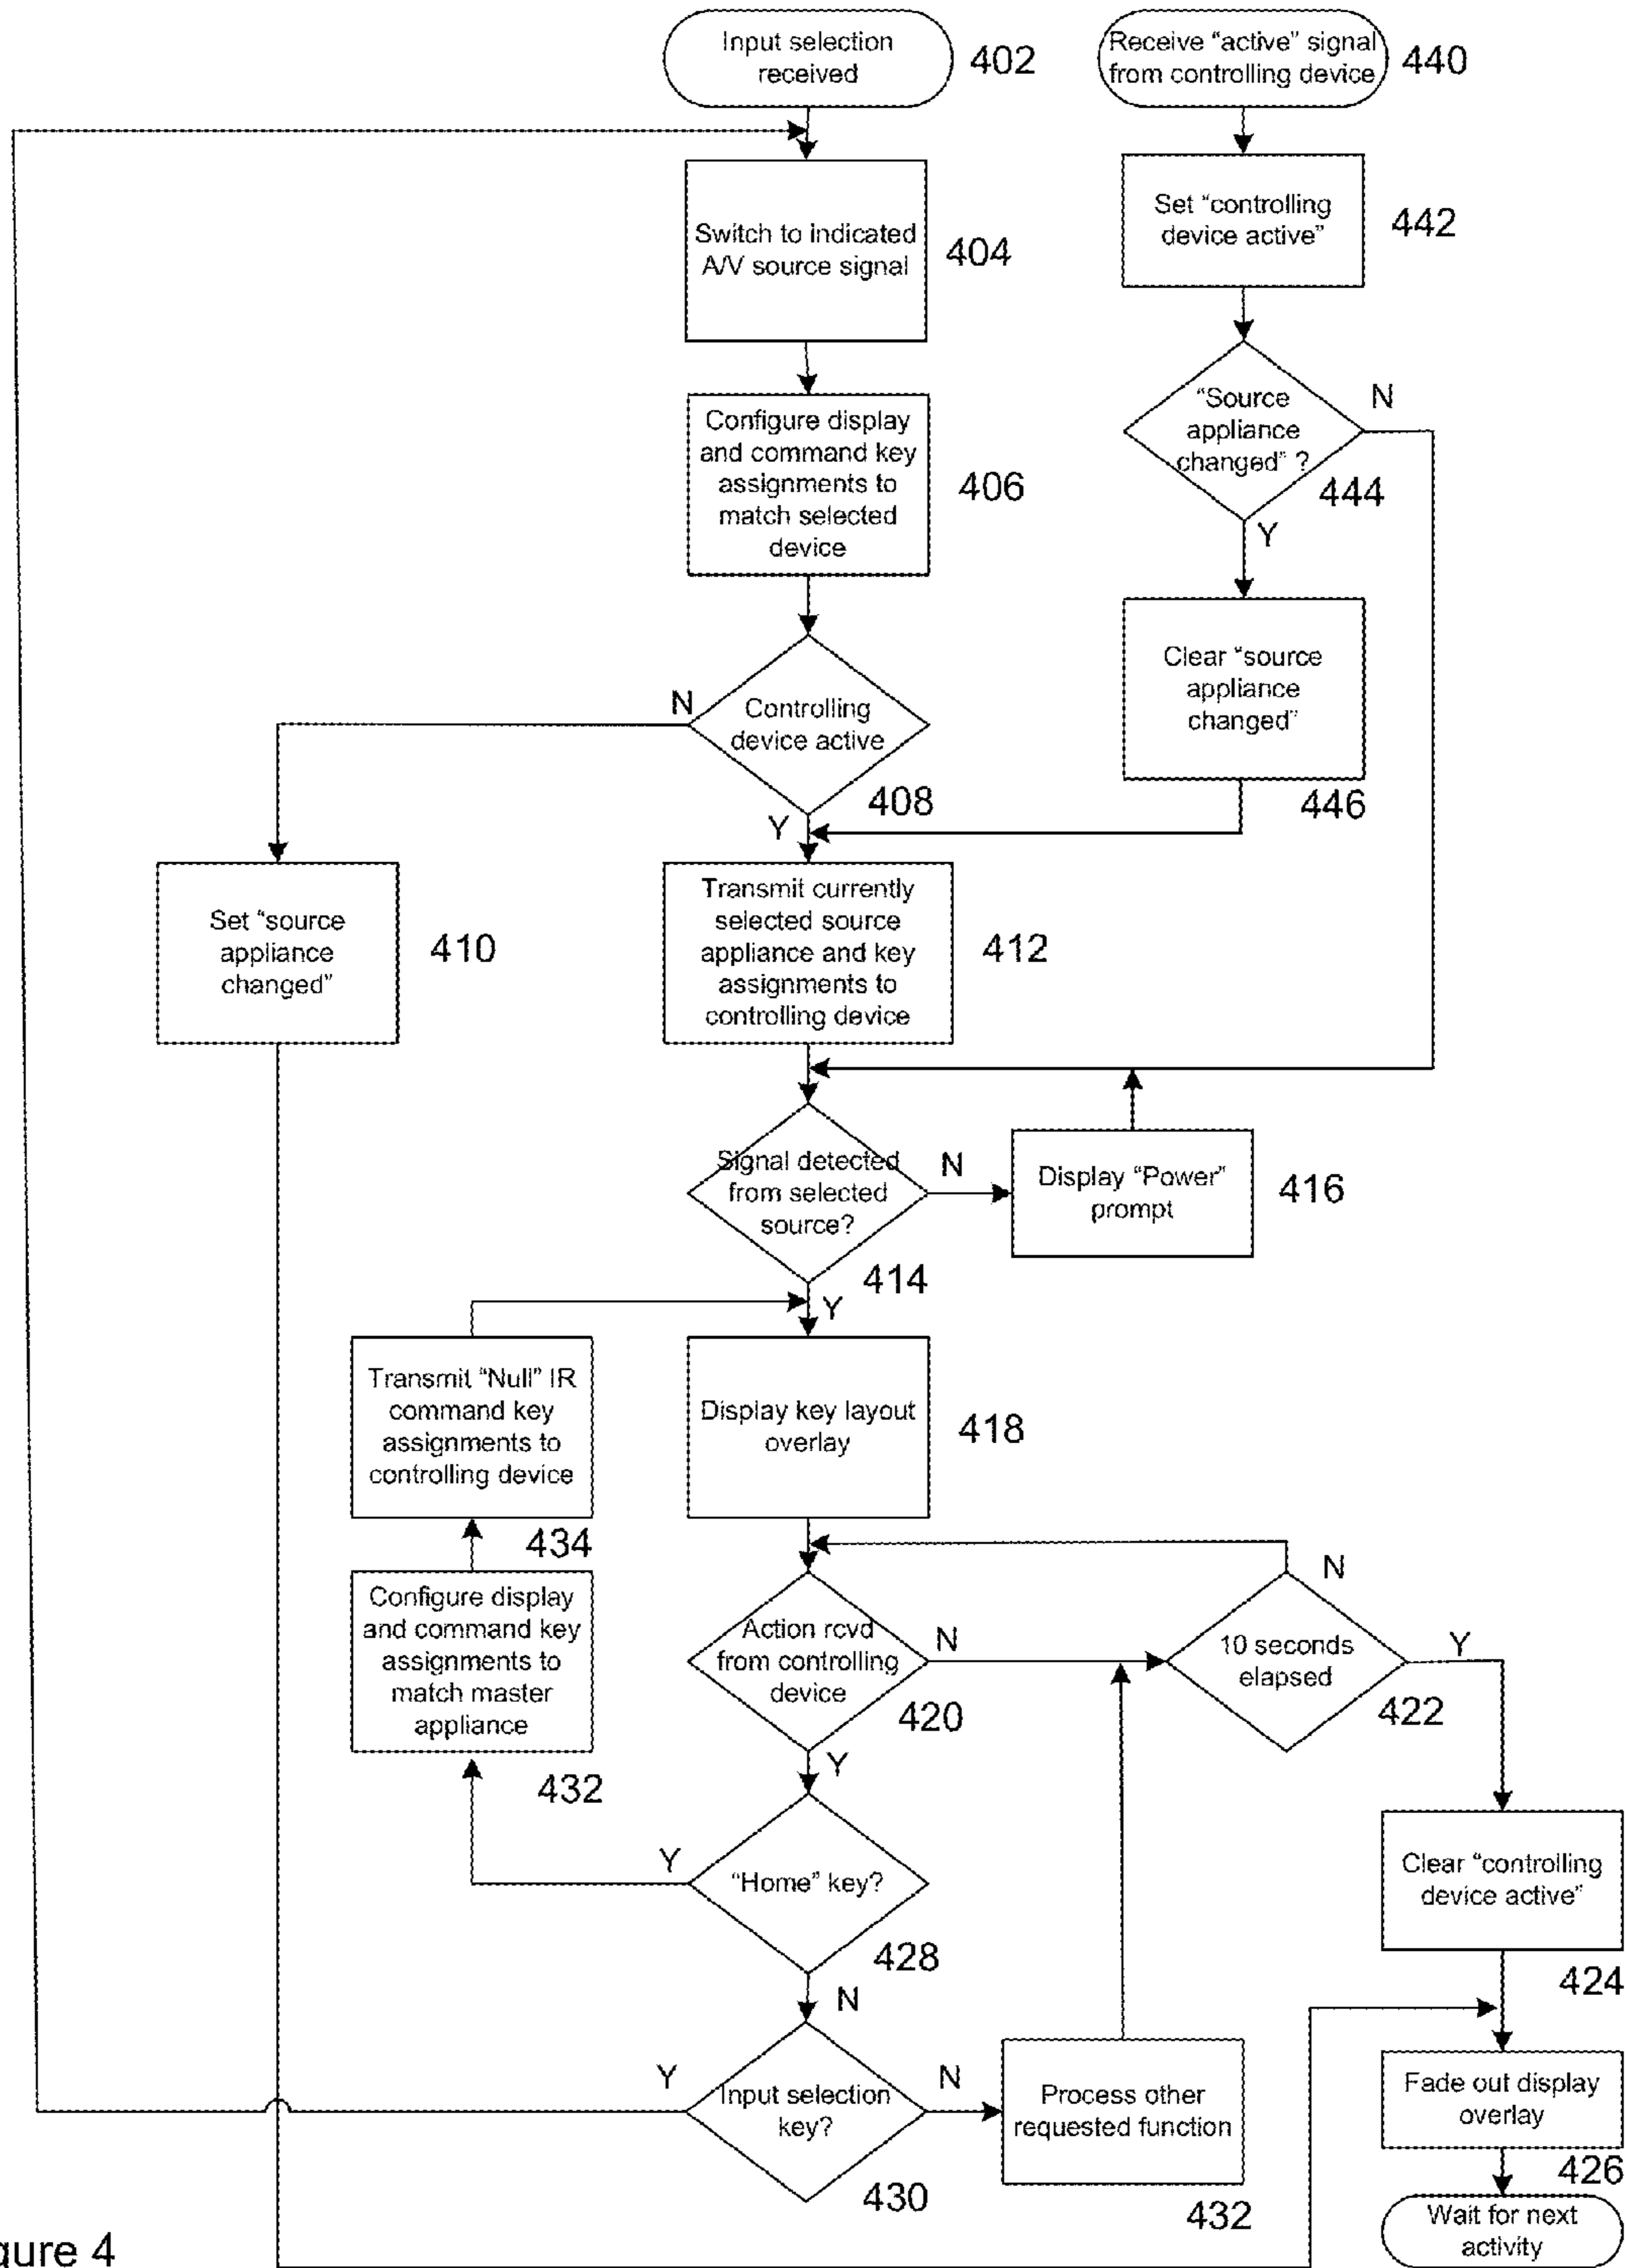 Input selection
received
402
Receive “active” signal
from controlling device
440
Switch to indicated
A/V source signal
404
Set “controlling
device active”
442
Configure display
and command key
assignments to
match selected
device
406
“Source
appliance
changed” ?
444
N
Y
Clear “source
appliance
changed”
446
Controlling
device active
408
N
Y
Set “source
appliance
changed”
410
Transmit currently
selected source
appliance and key
assignments to
controlling device
412
Signal detected
from selected
source?
414
N
Y
Display “Power”
prompt
416
Transmit “Null” IR
command key
assignments to
controlling device
434
Display key layout
overlay
418
Configure display
and command key
assignments to
match master
appliance
432
Action rcvd
from controlling
device
420
N
Y
10 seconds
elapsed
422
N
Y
“Home” key?
428
Y
N
Clear “controlling
device active”
424
Input selection
key?
430
Y
N
Process other
requested function
432
Fade out display
overlay
426
Wait for next
activity
gure 4